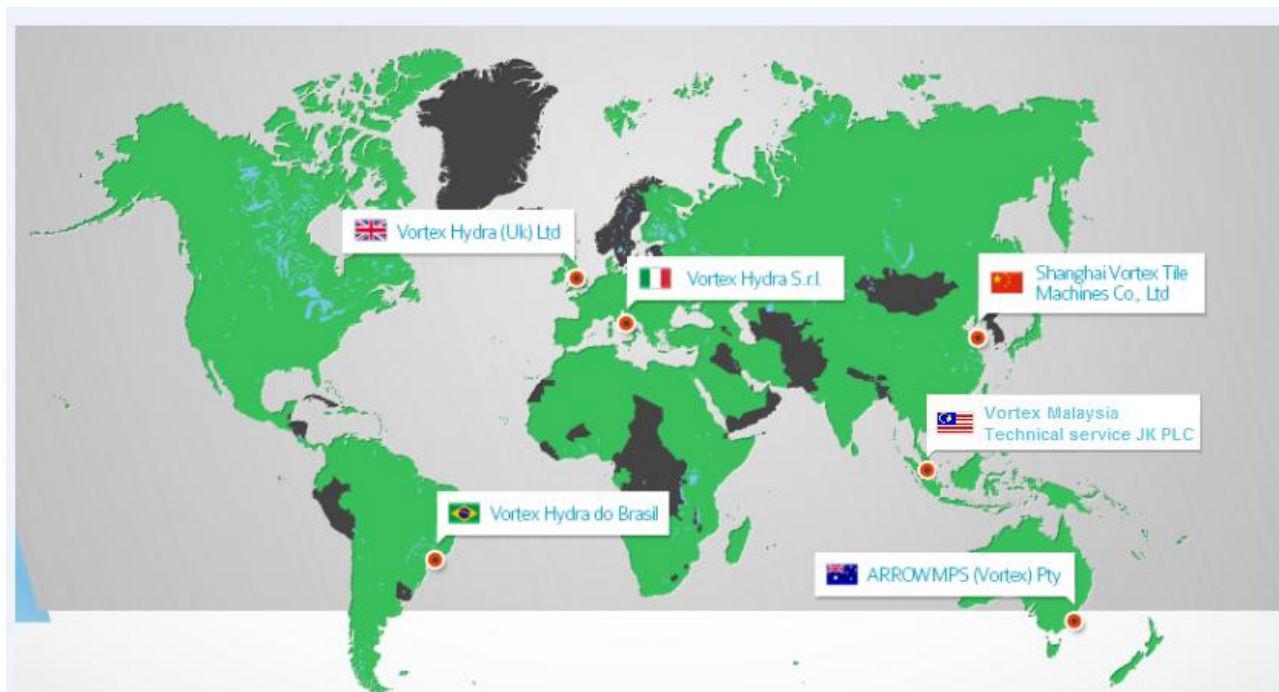 Vortex Hydra (Uk) Ltd
Vortex Hydra S.r.l.
Shanghai Vortex Tile
Machines Co., Ltd
Vortex Malaysia
Technical service JK PLC
Vortex Hydra do Brasil
ARROWMPS (Vortex) Pty